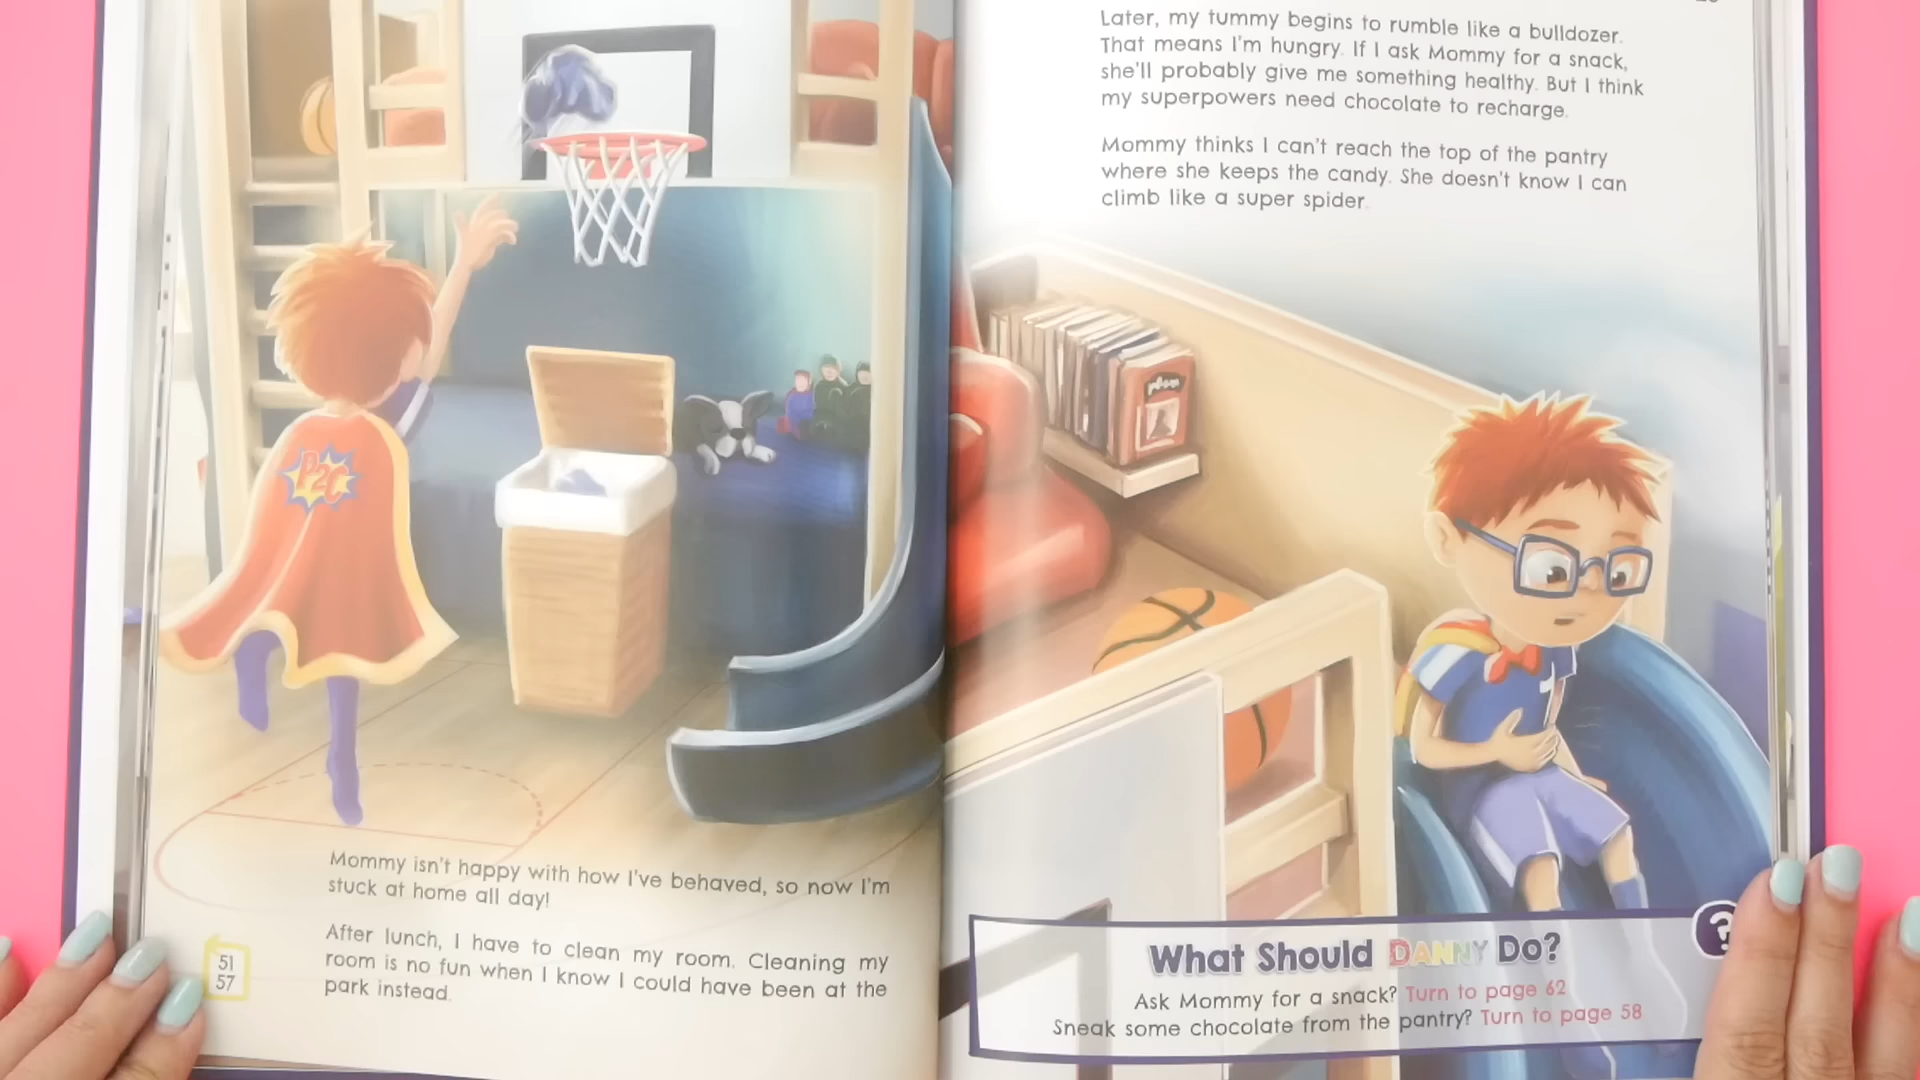 P2C
Mommy isn't happy with how I've behaved, so now I'm
stuck at home all day!
After lunch, I have to clean my room. Cleaning my
room is no fun when I know I could have been at the
park instead.
51
57
Later, my tummy begins to rumble like a bulldozer.
That means I'm hungry. If I ask Mommy for a snack,
she'll probably give me something healthy. But I think
my superpowers need chocolate to recharge.
Mommy thinks I can't reach the top of the pantry
where she keeps the candy. She doesn't know I can
climb like a super spider.
?
What Should DANNY Do?
Ask Mommy for a snack? Turn to page 62
Sneak some chocolate from the pantry? Turn to page 58